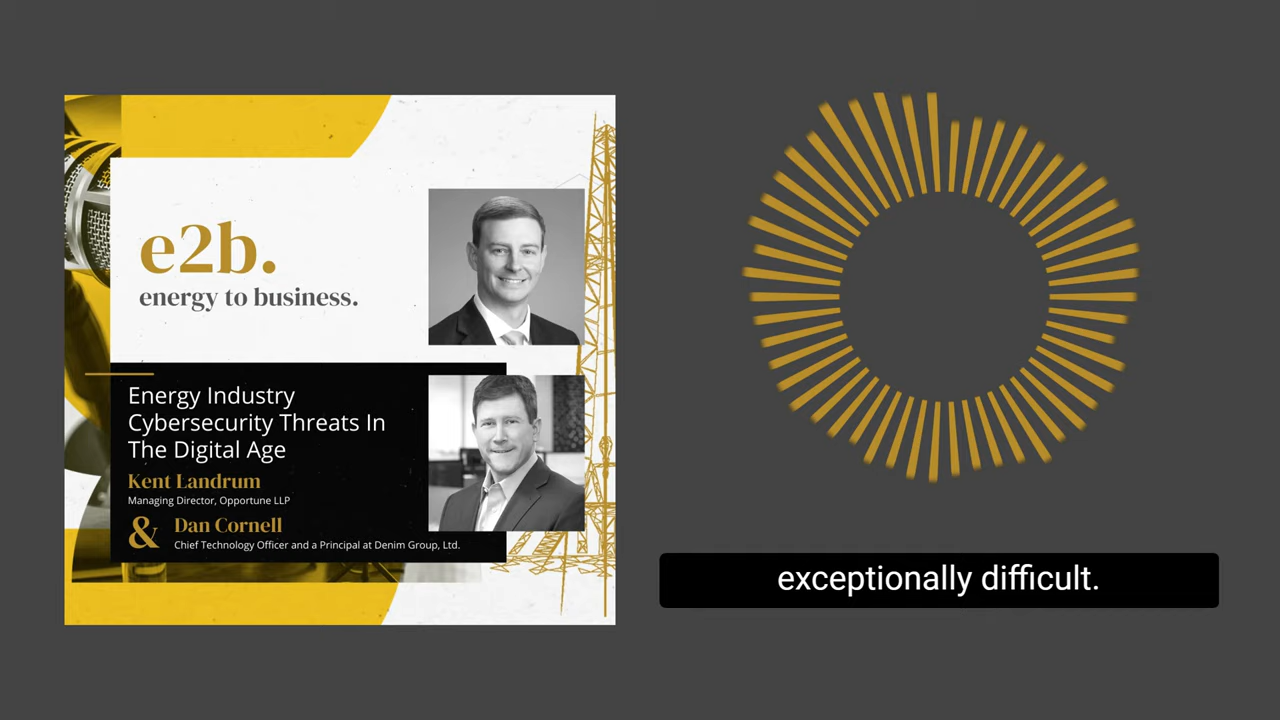 e2b.
energy to business.
Energy Industry
Cybersecurity Threats In
The Digital Age
Kent Landrum
Managing Director, Opportune LLP
& Dan Cornell
Chief Technology Officer and a Principal at Denim Group, Ltd.
exceptionally difficult.